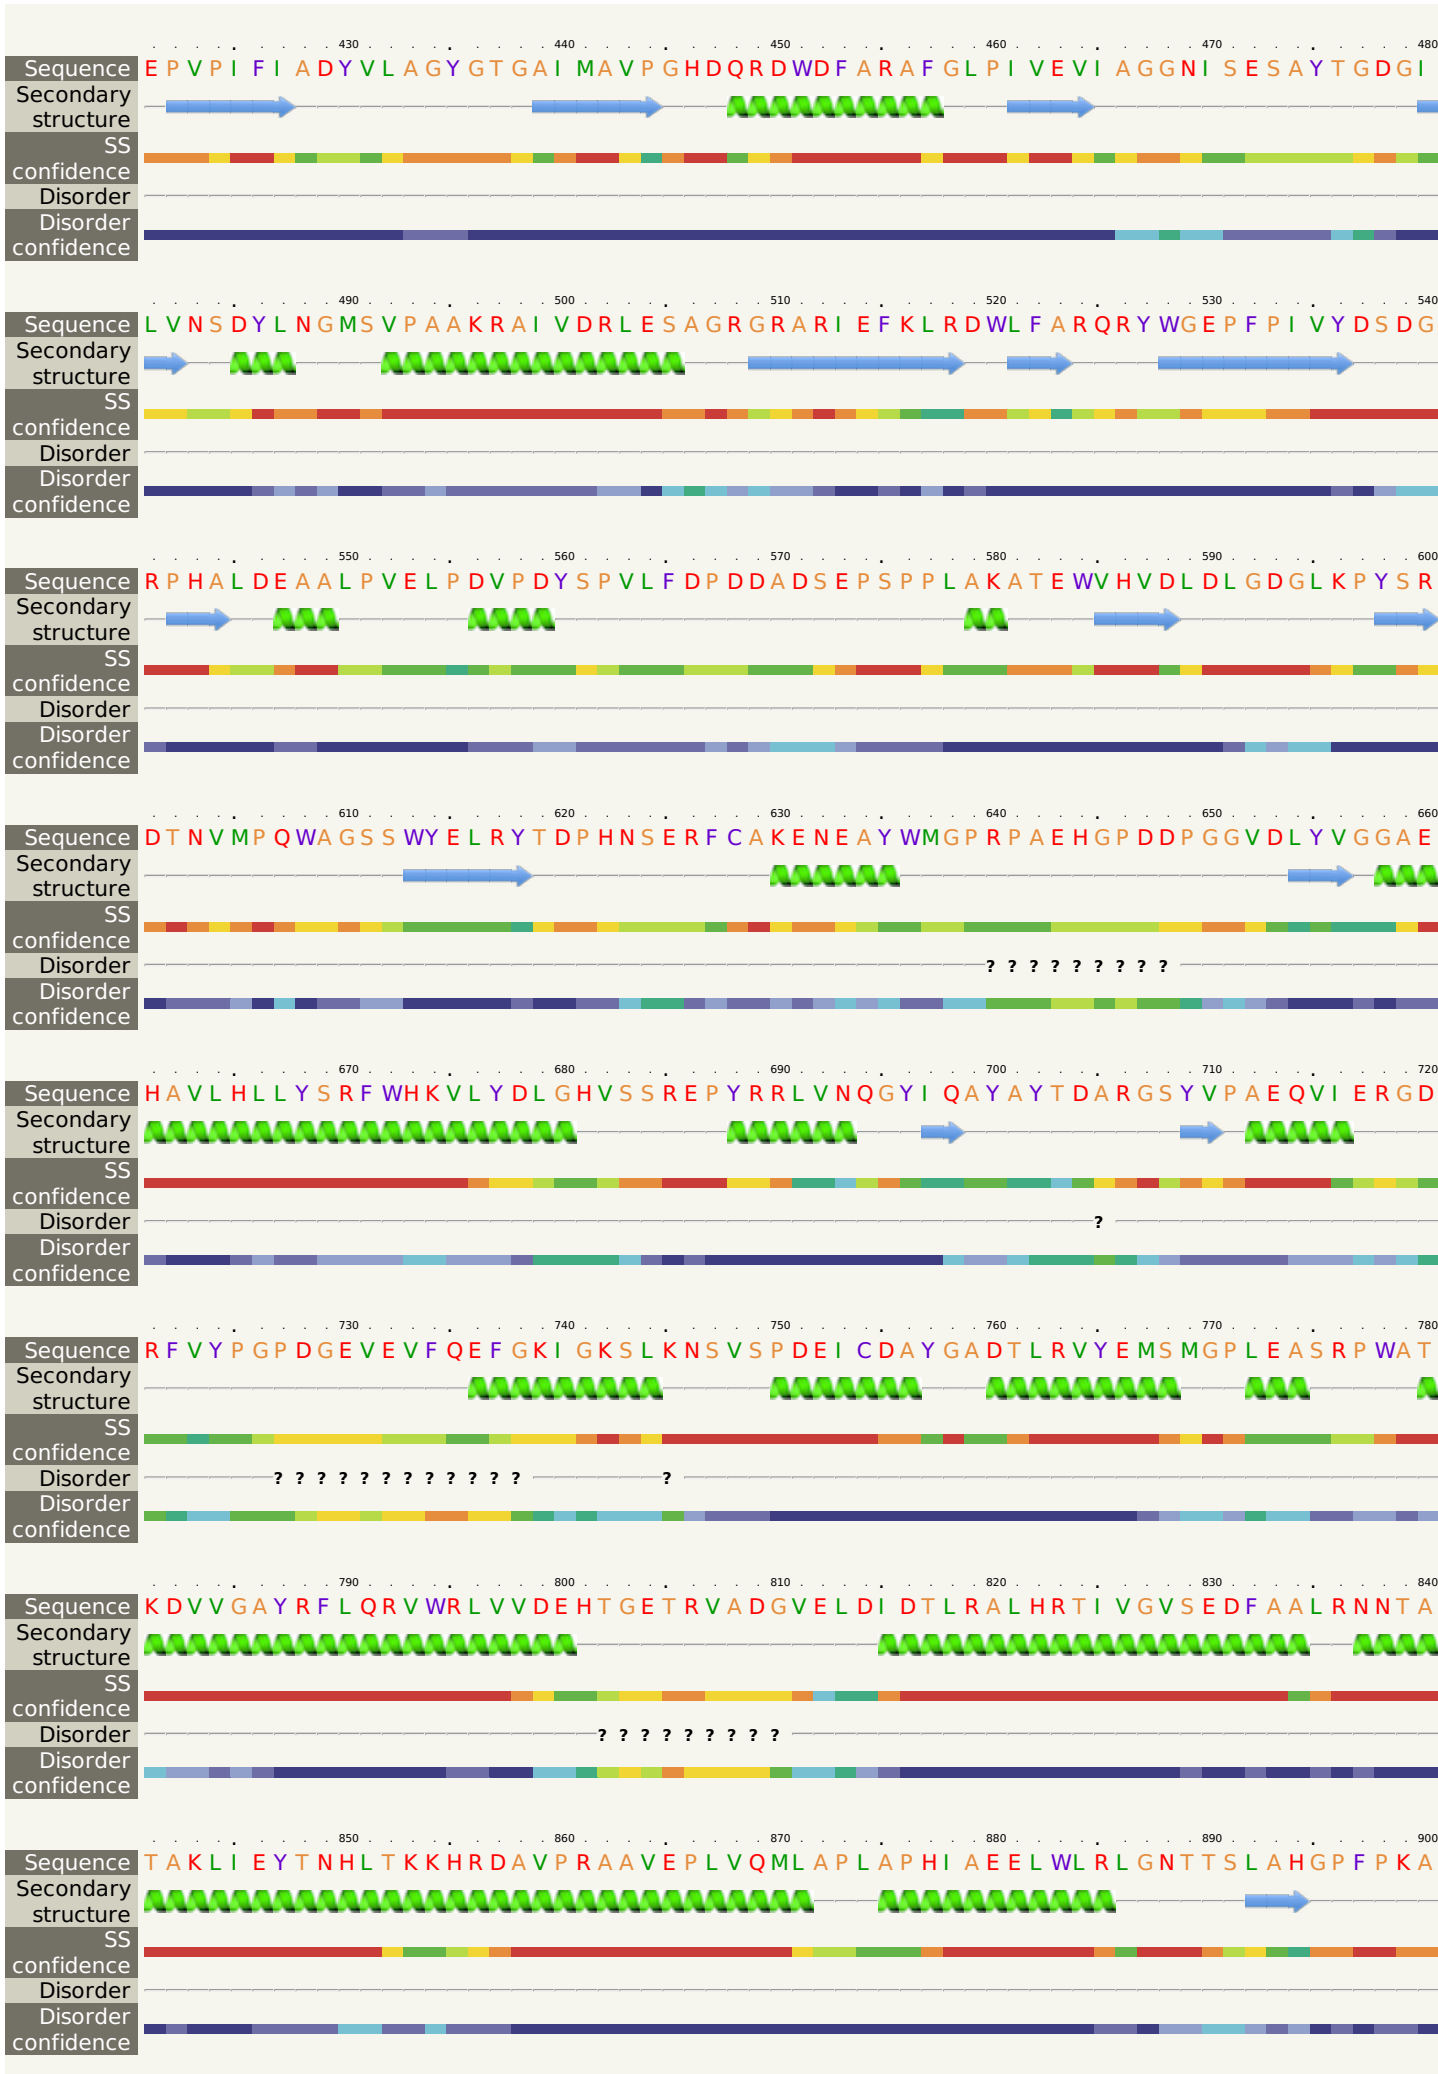 430 440 450 460 470 480
Sequence EPVPIFIADYVLAGYGTGAIMAVPGHDQRDWDFARAFGLPIVEVIAGGNISESAYTGDGI
Secondary
structure
SS
confidence
Disorder
Disorder
confidence
490 500 510 520 530 540
Sequence LVNSDYLNGMSVPAAKRAIVDRLESAGRGRARIEFKLRDWLFARQRYWGEPFPIVYDSDG
Secondary
structure
SS
confidence
Disorder
Disorder
confidence
550 560 570 580 590 600
Sequence RPHALDEAALPVELPDVPDYSPVLFDPDDADSEPSPPLAKATEWVHVDLDLGDGLKPYSR
Secondary
structure
SS
confidence
Disorder
Disorder
confidence
610 620 630 640 650 660
Sequence DTNVMPQWAGSSWYELRYTDPHNSERFCAKENEAYWMGPRPAEHGPDDPGGVDLYVGGAE
Secondary
structure
SS
confidence
Disorder ? ? ? ? ? ? ? ? ?
Disorder
confidence
670 680 690 700 710 720
Sequence HAVLHLLYSRFWHKVLYDLGHVSSREPYRRLVNQGYIQAYAYTDARGSYVPAEQVIERGD
Secondary
structure
SS
confidence
Disorder ?
Disorder
confidence
730 740 750 760 770 780
Sequence RFVYPGPDGEVEVFQEFGKIGKSLKNSVSPDEICDAYGADTLRVYEMSMGPLEASRPWAT
Secondary
structure
SS
confidence
Disorder ? ? ? ? ? ? ? ? ? ? ? ? ?
Disorder
confidence
790 800 810 820 830 840
Sequence KDVVGAYRFLQRVWRLVVDEHTGETRVADGVELDIDTLRALHRTIVGVSEDFAALRNNTA
Secondary
structure
SS
confidence
Disorder ? ? ? ? ? ? ? ? ?
Disorder
confidence
850 860 870 880 890 900
Sequence TAKLIEYTNHLTKKHRDAVPRAAVEPLVQMLAPLAPHIAEELWLRLGNTTSLAHGPFPKA
Secondary
structure
SS
confidence
Disorder
Disorder
confidence